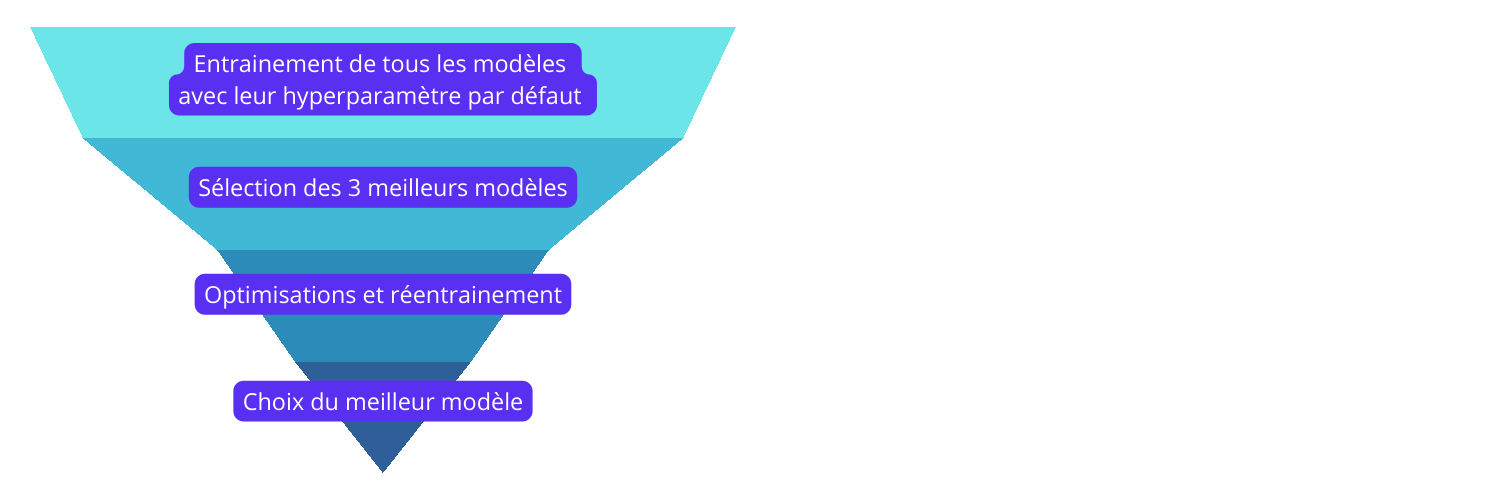 Entrainement de tous les modèles
avec leur hyperparamètre par défaut
Sélection des 3 meilleurs modèles
Optimisations et réentrainement
Choix du meilleur modèle